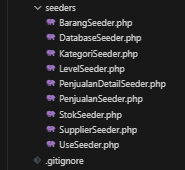 seeders
BarangSeeder.php
DatabaseSeeder.php
KategoriSeeder.php
LevelSeeder.php
PenjualanDetailSeeder.php
PenjualanSeeder.php
StokSeeder.php
SupplierSeeder.php
UseSeeder.php
.gitignore